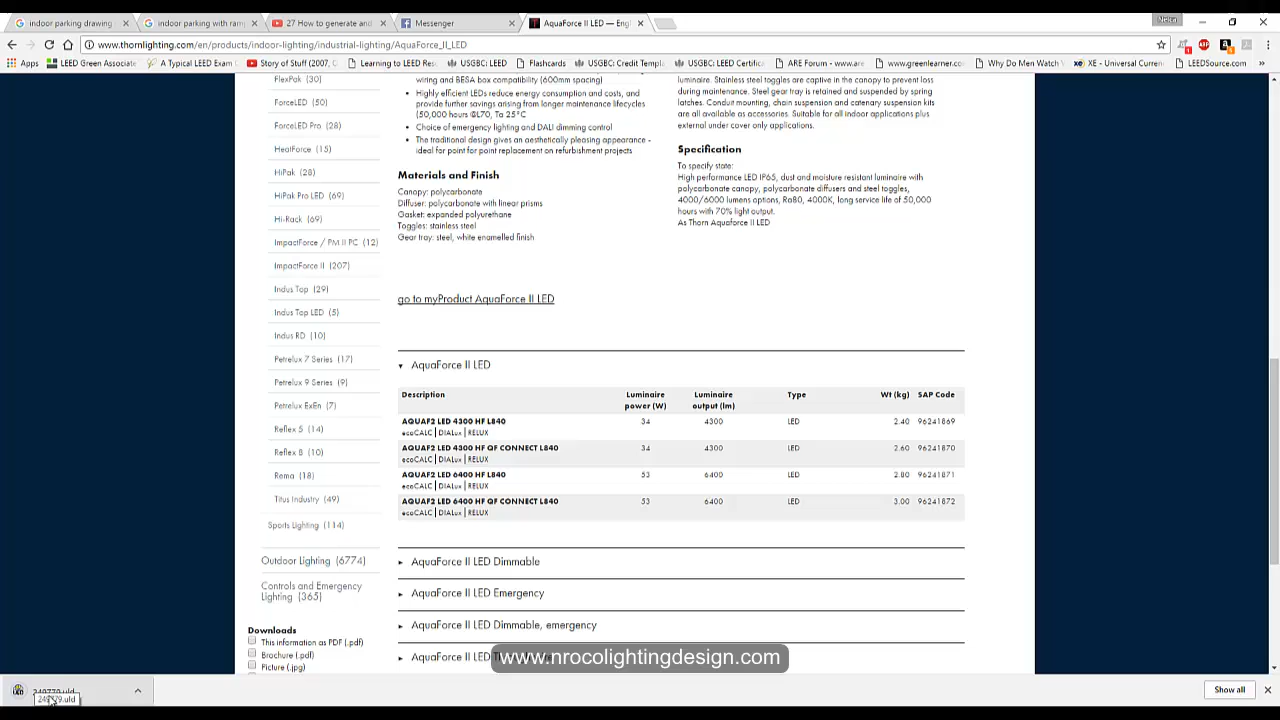 indoor parking drawing
indoor parking with ram
27 How to generate and
Messenger
AquaForce II LED — Engl
www.thornlighting.com/en/products/indoor-lighting/industrial-lighting/AquaForce_II_LED
Apps
LEED Green Associate
A Typical LEED Exam
Story of Stuff (2007,
Learning to LEED Res
USGBC: LEED
Flashcards
USGBC: Credit Templ
USGBC: LEED Certific
ARE Forum - www.are
www.greenlearner.co
Why Do Men Watch
XE - Universal Curren
LEEDSource.com
FlexPak (30)
ForceLED (50)
ForceLED Pro (28)
HeatForce (15)
HiPak (28)
HiPak Pro LED (69)
Hi-Rack (69)
ImpactForce / PM II PC (12)
ImpactForce II (207)
Indus Top (29)
Indus Top LED (5)
Indus RD (10)
Petrelux 7 Series (17)
Petrelux 9 Series (9)
Petrelux ExEn (7)
Reflex 5 (14)
Reflex 8 (10)
Roma (18)
Titus Industry (49)
Sports Lighting (114)
Outdoor Lighting (6774)
Controls and Emergency
Lighting (365)
Downloads
This information as PDF (.pdf)
Brochure (.pdf)
Picture (.jpg)
wiring and BESA box compatibility (600mm spacing)
• Highly efficient LEDs reduce energy consumption and costs, and
provide further savings arising from longer maintenance lifecycles
(50,000 hours @L70, Ta 25°C
• Choice of emergency lighting and DALI dimming control
• The traditional design gives an aesthetically pleasing appearance -
ideal for point for point replacement on refurbishment projects
Materials and Finish
Canopy: polycarbonate
Diffuser: polycarbonate with linear prisms
Gasket: expanded polyurethane
Toggles: stainless steel
Gear tray: steel, white enamelled finish
luminaire. Stainless steel toggles are captive in the canopy to prevent loss
during maintenance. Steel gear tray is retained and suspended by spring
latches. Conduit mounting, chain suspension and catenary suspension kits
are all available as accessories. Suitable for all indoor applications plus
external under cover only applications.
Specification
To specify state:
High performance LED IP65, dust and moisture resistant luminaire with
polycarbonate canopy, polycarbonate diffusers and steel toggles,
4000/6000 lumens options, Ra80, 4000K, long service life of 50,000
hours with 70% light output.
As Thorn Aquaforce II LED
go to myProduct AquaForce II LED
AquaForce II LED
Description Luminaire power (W) Luminaire output (lm) Type Wt (kg) SAP Code
AQUAF2 LED 4300 HF L840 34 4300 LED 2.40 96241869
ecoCALC | DIALux | RELUX
AQUAF2 LED 4300 HF QF CONNECT L840 34 4300 LED 2.60 96241870
ecoCALC | DIALux | RELUX
AQUAF2 LED 6400 HF L840 53 6400 LED 2.80 96241871
ecoCALC | DIALux | RELUX
AQUAF2 LED 6400 HF QF CONNECT L840 53 6400 LED 3.00 96241872
ecoCALC | DIALux | RELUX
AquaForce II LED Dimmable
AquaForce II LED Emergency
AquaForce II LED Dimmable, emergency
AquaForce II LED
www.nrocolightingdesign.com
Show all